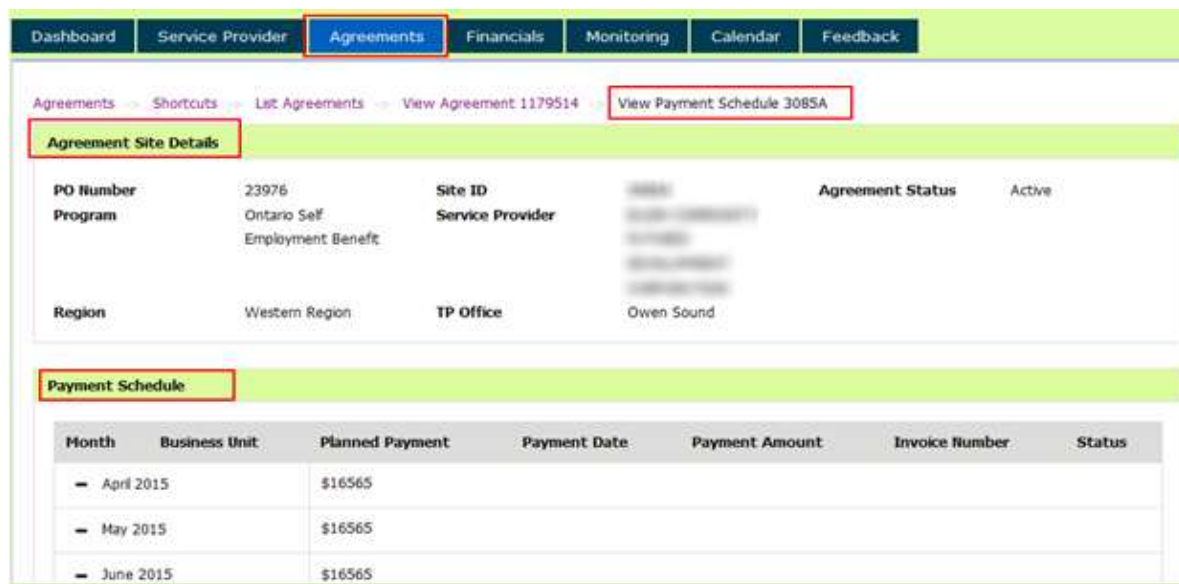 Dashboard Service Provider Agreements Financials Monitoring Calendar Feedback
Agreements Shortcuts List Agreements View Agreement 1179514 View Payment Schedule 3085A
Agreement Site Details
PO Number 23976 Site ID Agreement Status Active
Program Ontario Self Service Provider
Employment Benefit
Region Western Region TP Office Owen Sound
Payment Schedule
Month Business Unit Planned Payment Payment Date Payment Amount Invoice Number Status
April 2015 $16565
May 2015 $16565
June 2015 $16565